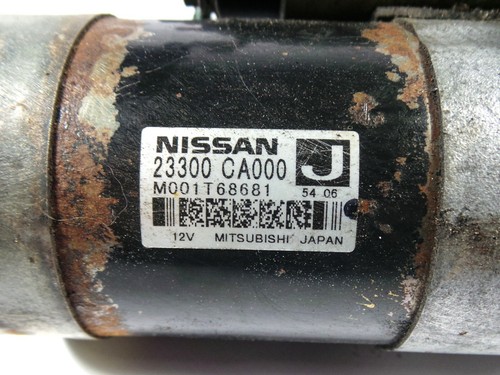 NISSAN
23300 CA000 J
M001T68681 54 06
12V MITSUBISHI JAPAN